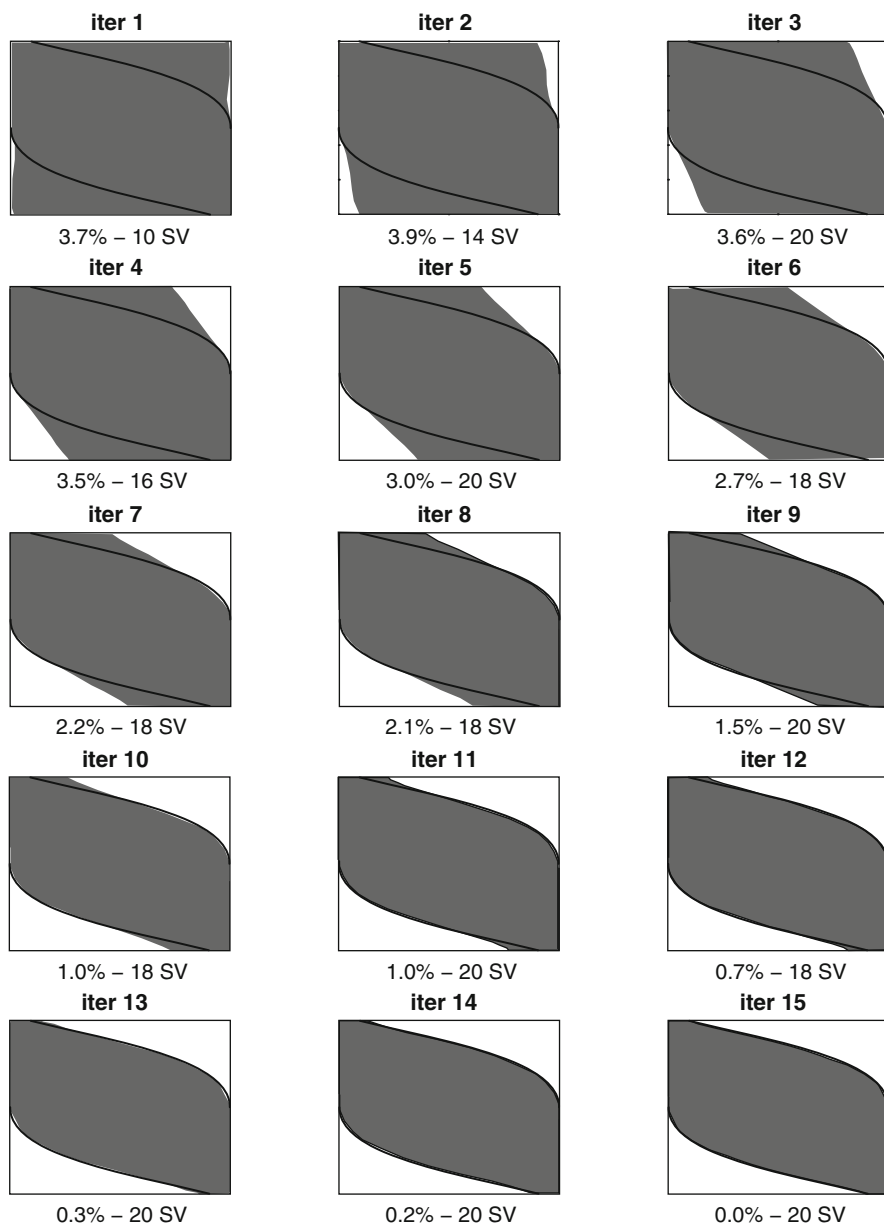 iter 1
iter 2
iter 3
3.7% – 10 SV
3.9% – 14 SV
3.6% – 20 SV
iter 4
iter 5
iter 6
3.5% – 16 SV
3.0% – 20 SV
2.7% – 18 SV
iter 7
iter 8
iter 9
2.2% – 18 SV
2.1% – 18 SV
1.5% – 20 SV
iter 10
iter 11
iter 12
1.0% – 18 SV
1.0% – 20 SV
0.7% – 18 SV
iter 13
iter 14
iter 15
0.3% – 20 SV
0.2% – 20 SV
0.0% – 20 SV